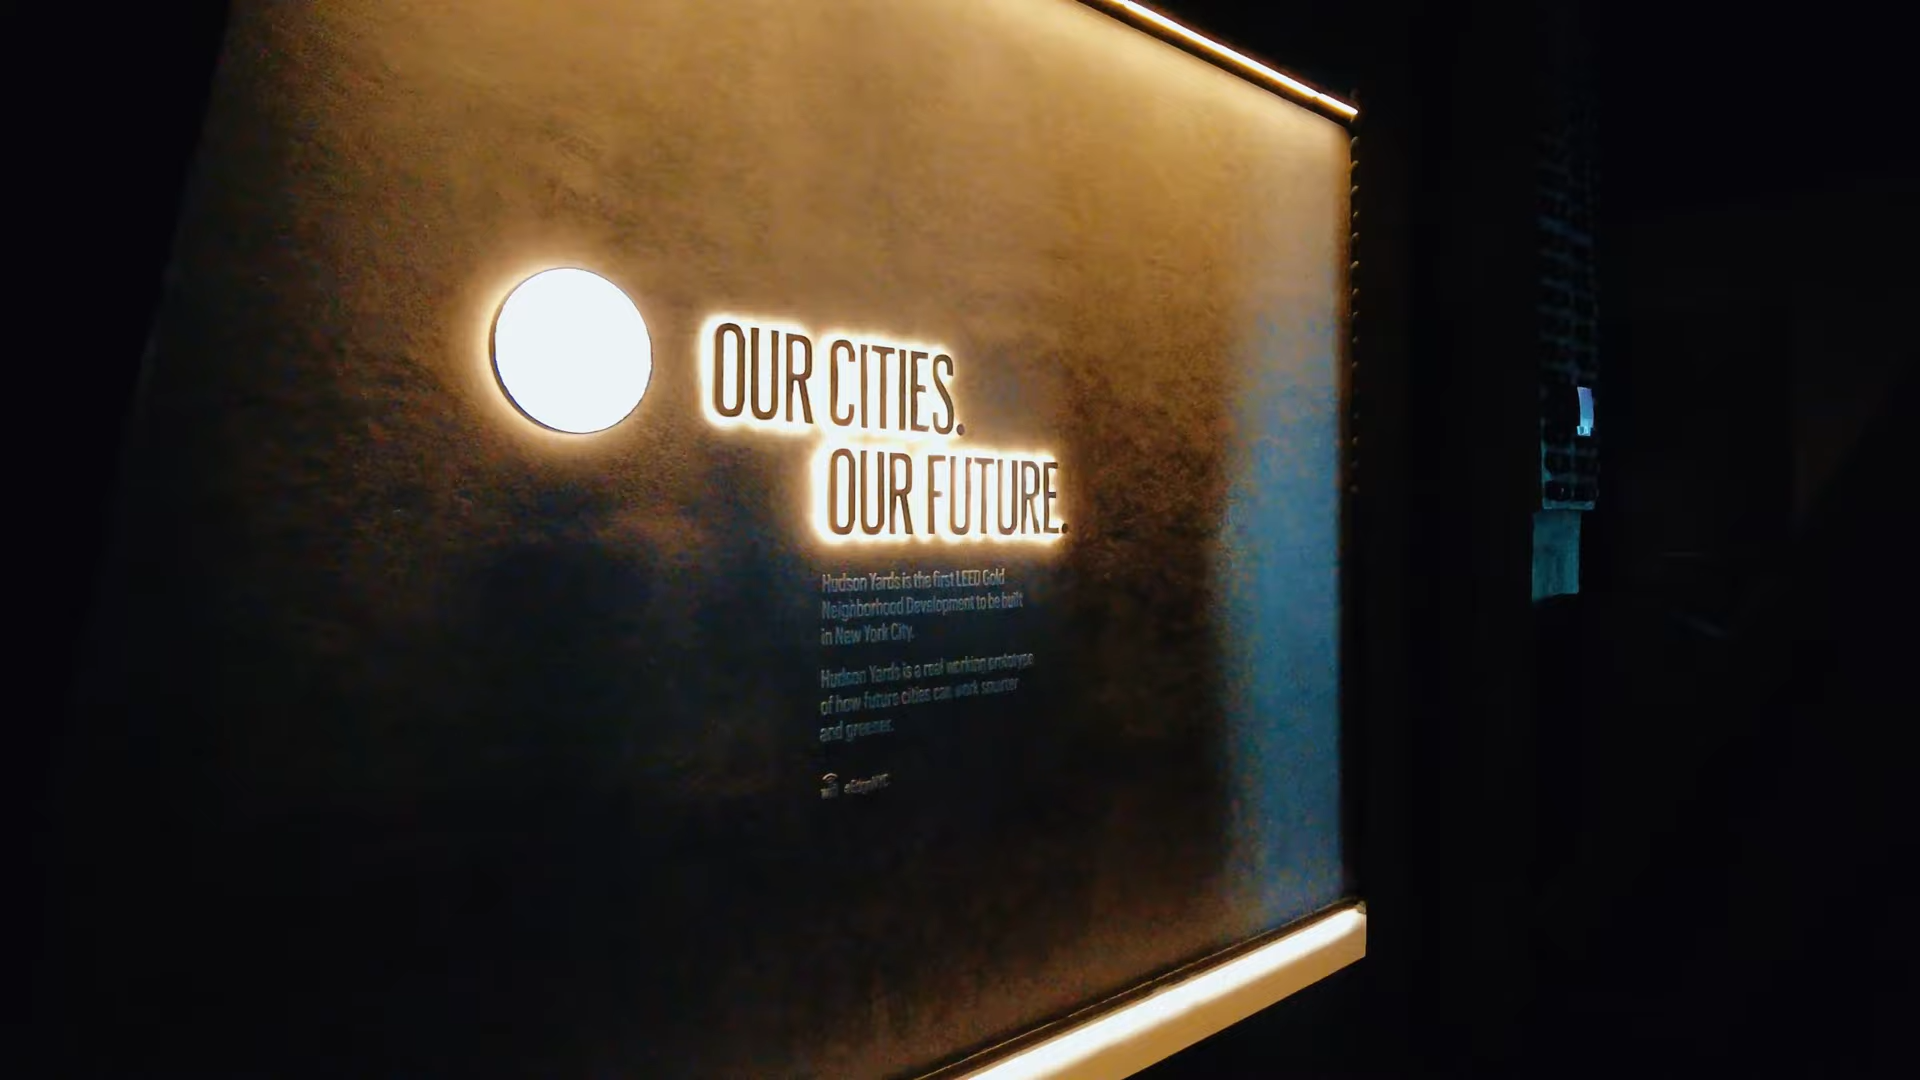 OUR CITIES.
OUR FUTURE.
Hudson Yards is the first LEED Gold
Neighborhood Development to be built
in New York City.
Hudson Yards is a real working prototype
of how future cities can work smarter
and greener.
wifi